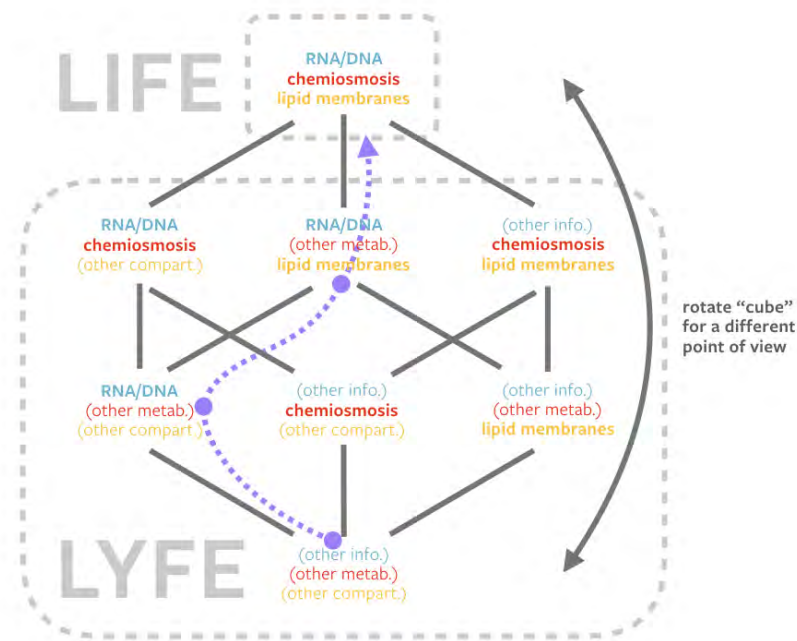 LIFE
RNA/DNA
chemiosmosis
lipid membranes
RNA/DNA
chemiosmosis
(other compart.)
RNA/DNA
(other metab.)
lipid membranes
(other info.)
chemiosmosis
lipid membranes
rotate “cube”
for a different
point of view
RNA/DNA
(other metab.)
(other compart.)
(other info.)
chemiosmosis
(other compart.)
(other info.)
(other metab.)
lipid membranes
LYFE
(other info.)
(other metab.)
(other compart.)